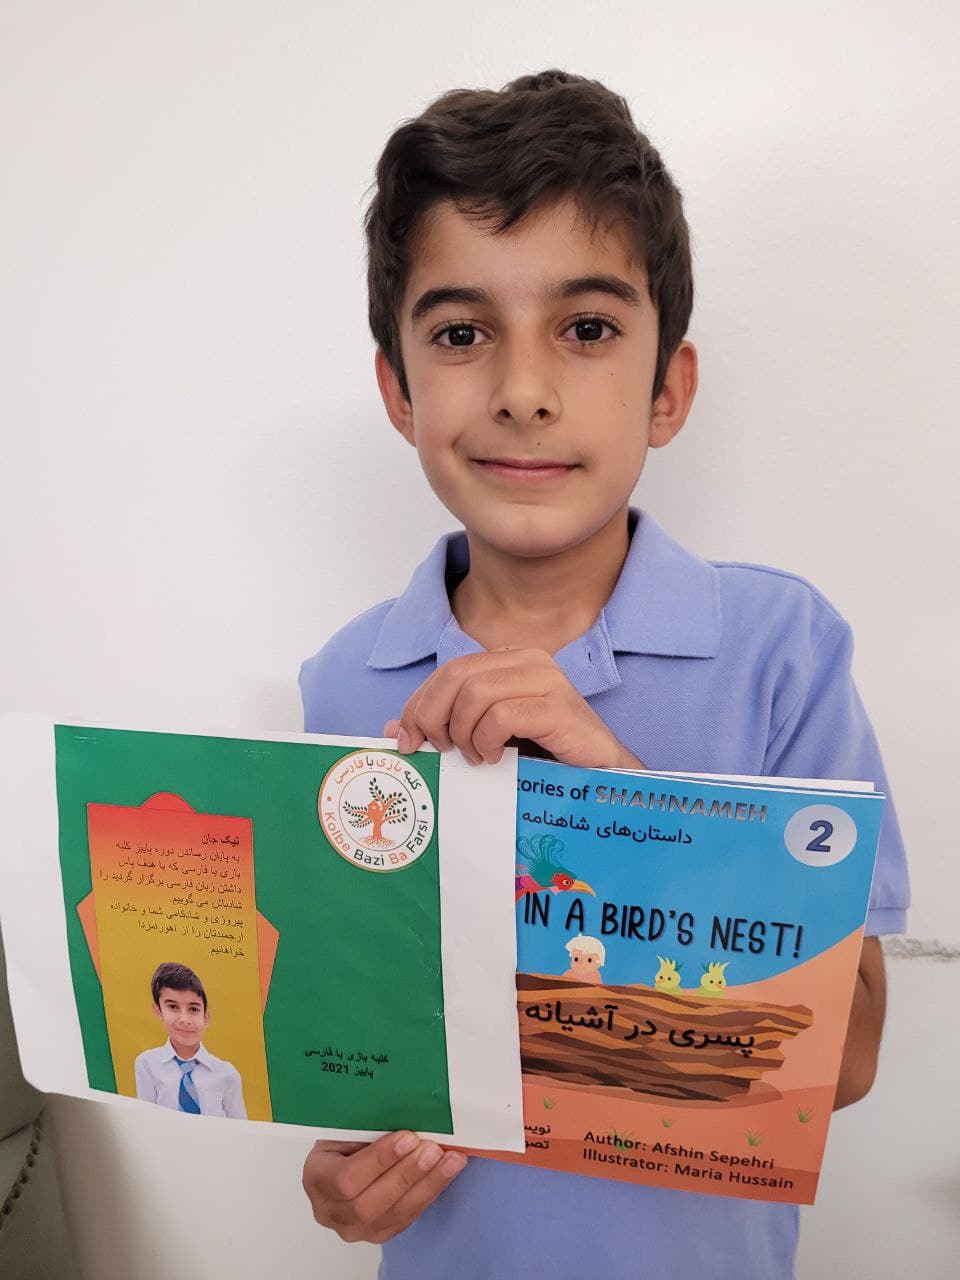 کلبه بازی با فارسی
Kolbe Bazi Ba Farsi
نیک جان
به پایان رساندن دوره پاییز کلبه
بازی با فارسی که با هدف پاس
داشتن زبان فارسی برگزار گردید را
شادباش می گوییم.
پیروزی و شادکامی شما و خانواده
ارجمندتان را از اهورامزدا
خواهانیم.
کلبه بازی با فارسی
پاییز 2021
tories of SHAHNAMEH
داستان‌های شاهنامه
2
IN A BIRD'S NEST!
پسری در آشیانه
Author: Afshin Sepehri
Illustrator: Maria Hussain